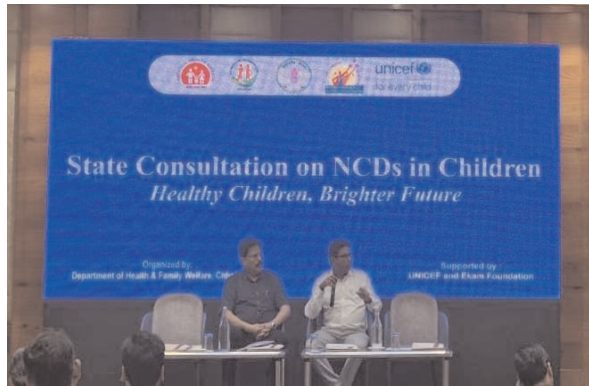 unicef
for every child
State Consultation on NCDs in Children
Healthy Children, Brighter Future
Organized by
Department of Health & Family Welfare,
Supported by
UNICEF and Ekam Foundation